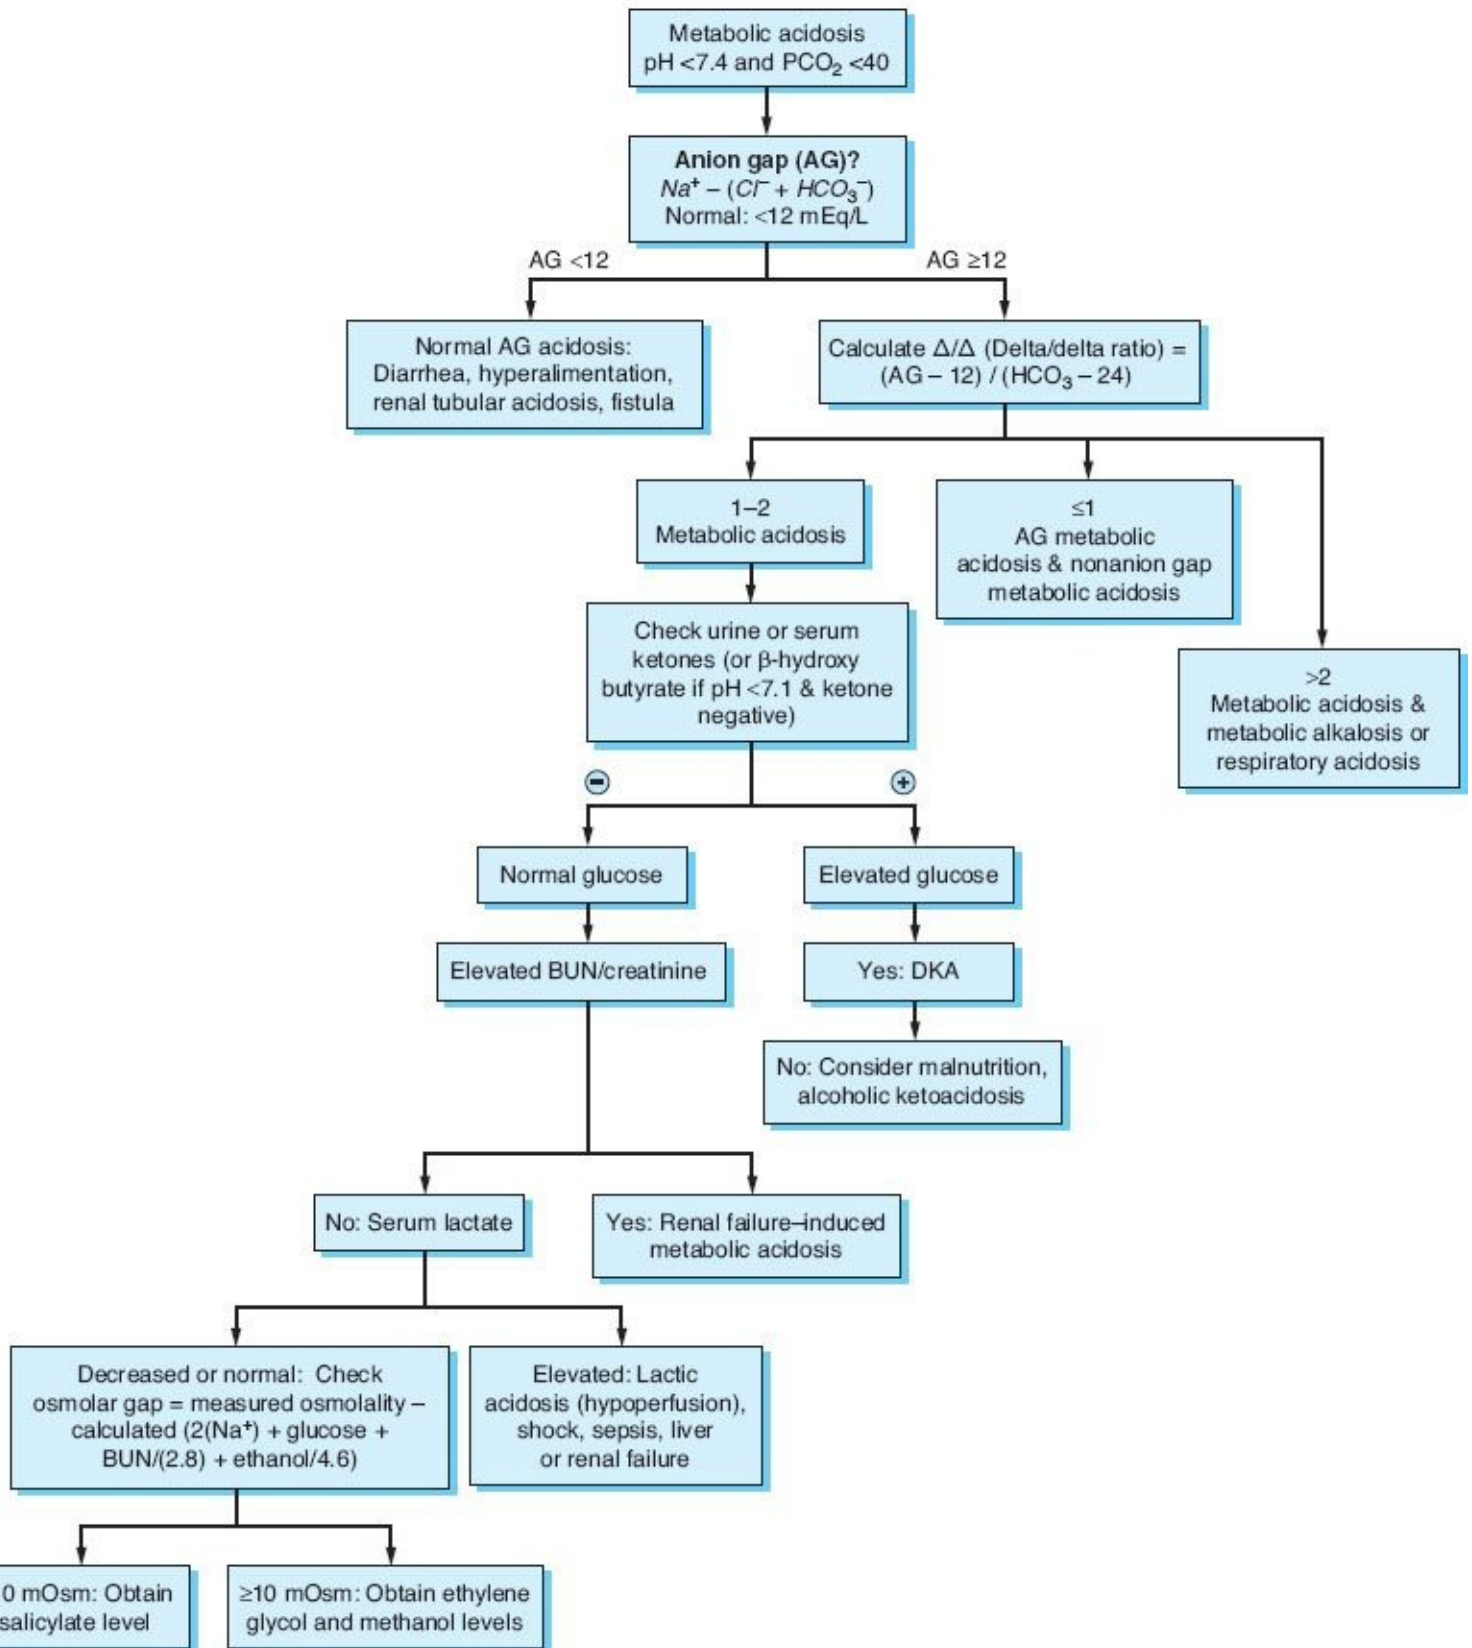 Metabolic acidosis
pH <7.4 and PCO₂ <40
Anion gap (AG)?
Na⁺ – (Cl⁻ + HCO₃⁻)
Normal: <12 mEq/L
AG <12
AG ≥12
Normal AG acidosis:
Diarrhea, hyperalimentation,
renal tubular acidosis, fistula
Calculate Δ/Δ (Delta/delta ratio) =
(AG – 12) / (HCO₃ – 24)
1–2
Metabolic acidosis
≤1
AG metabolic
acidosis & nonanion gap
metabolic acidosis
>2
Metabolic acidosis &
metabolic alkalosis or
respiratory acidosis
Check urine or serum
ketones (or β-hydroxy
butyrate if pH <7.1 & ketone
negative)
–
+
Normal glucose
Elevated glucose
Elevated BUN/creatinine
Yes: DKA
No: Consider malnutrition,
alcoholic ketoacidosis
No: Serum lactate
Yes: Renal failure–induced
metabolic acidosis
Decreased or normal: Check
osmolar gap = measured osmolality –
calculated (2(Na⁺) + glucose +
BUN/(2.8) + ethanol/4.6)
Elevated: Lactic
acidosis (hypoperfusion),
shock, sepsis, liver
or renal failure
0 mOsm: Obtain
salicylate level
≥10 mOsm: Obtain ethylene
glycol and methanol levels